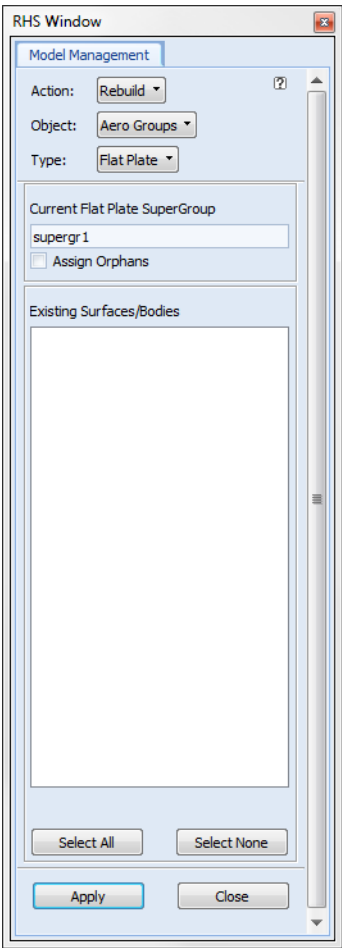 RHS Window
Model Management
Action: Rebuild
?
Object: Aero Groups
Type: Flat Plate
Current Flat Plate SuperGroup
supergr1
Assign Orphans
Existing Surfaces/Bodies
Select All Select None
Apply Close